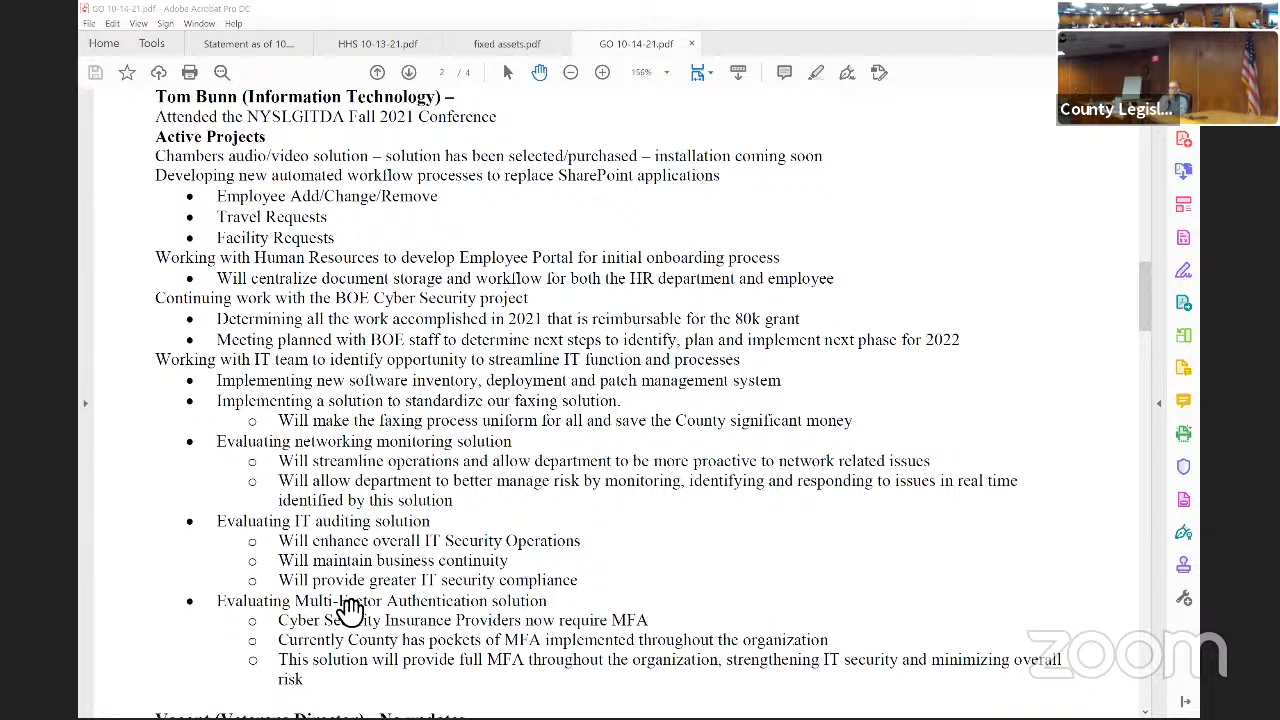 GO 10-14-21.pdf - Adobe Acrobat Pro DC
File Edit View Sign Window Help
Home Tools Statement as of 10... fixed assets.pdf GO 10-14-21.pdf ×
2 / 4 156%
County Legisl...
Tom Bunn (Information Technology) –
Attended the NYSLGITDA Fall 2021 Conference
Active Projects
Chambers audio/video solution – solution has been selected/purchased – installation coming soon
Developing new automated workflow processes to replace SharePoint applications
• Employee Add/Change/Remove
• Travel Requests
• Facility Requests
Working with Human Resources to develop Employee Portal for initial onboarding process
• Will centralize document storage and workflow for both the HR department and employee
Continuing work with the BOE Cyber Security project
• Determining all the work accomplished in 2021 that is reimbursable for the 80k grant
• Meeting planned with BOE staff to determine next steps to identify, plan and implement next phase for 2022
Working with IT team to identify opportunity to streamline IT function and processes
• Implementing new software inventory, deployment and patch management system
• Implementing a solution to standardize our faxing solution.
o Will make the faxing process uniform for all and save the County significant money
• Evaluating networking monitoring solution
o Will streamline operations and allow department to be more proactive to network related issues
o Will allow department to better manage risk by monitoring, identifying and responding to issues in real time
identified by this solution
• Evaluating IT auditing solution
o Will enhance overall IT Security Operations
o Will maintain business continuity
o Will provide greater IT security compliance
• Evaluating Multi-Factor Authentication solution
o Cyber Security Insurance Providers now require MFA
o Currently County has pockets of MFA implemented throughout the organization
o This solution will provide full MFA throughout the organization, strengthening IT security and minimizing overall
risk
zoom